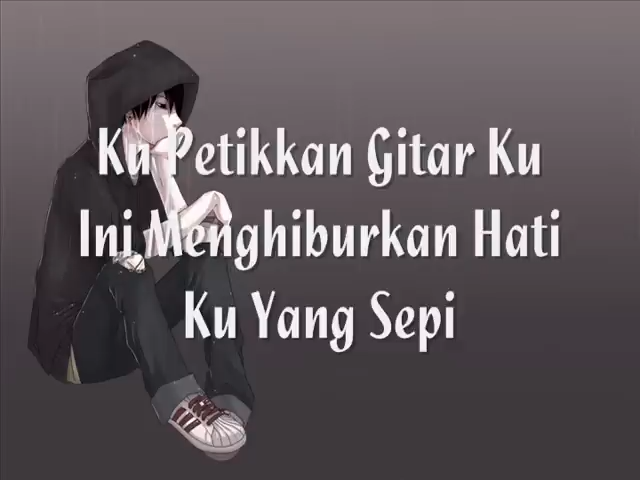 Ku Petikkan Gitar Ku
Ini Menghiburkan Hati
Ku Yang Sepi